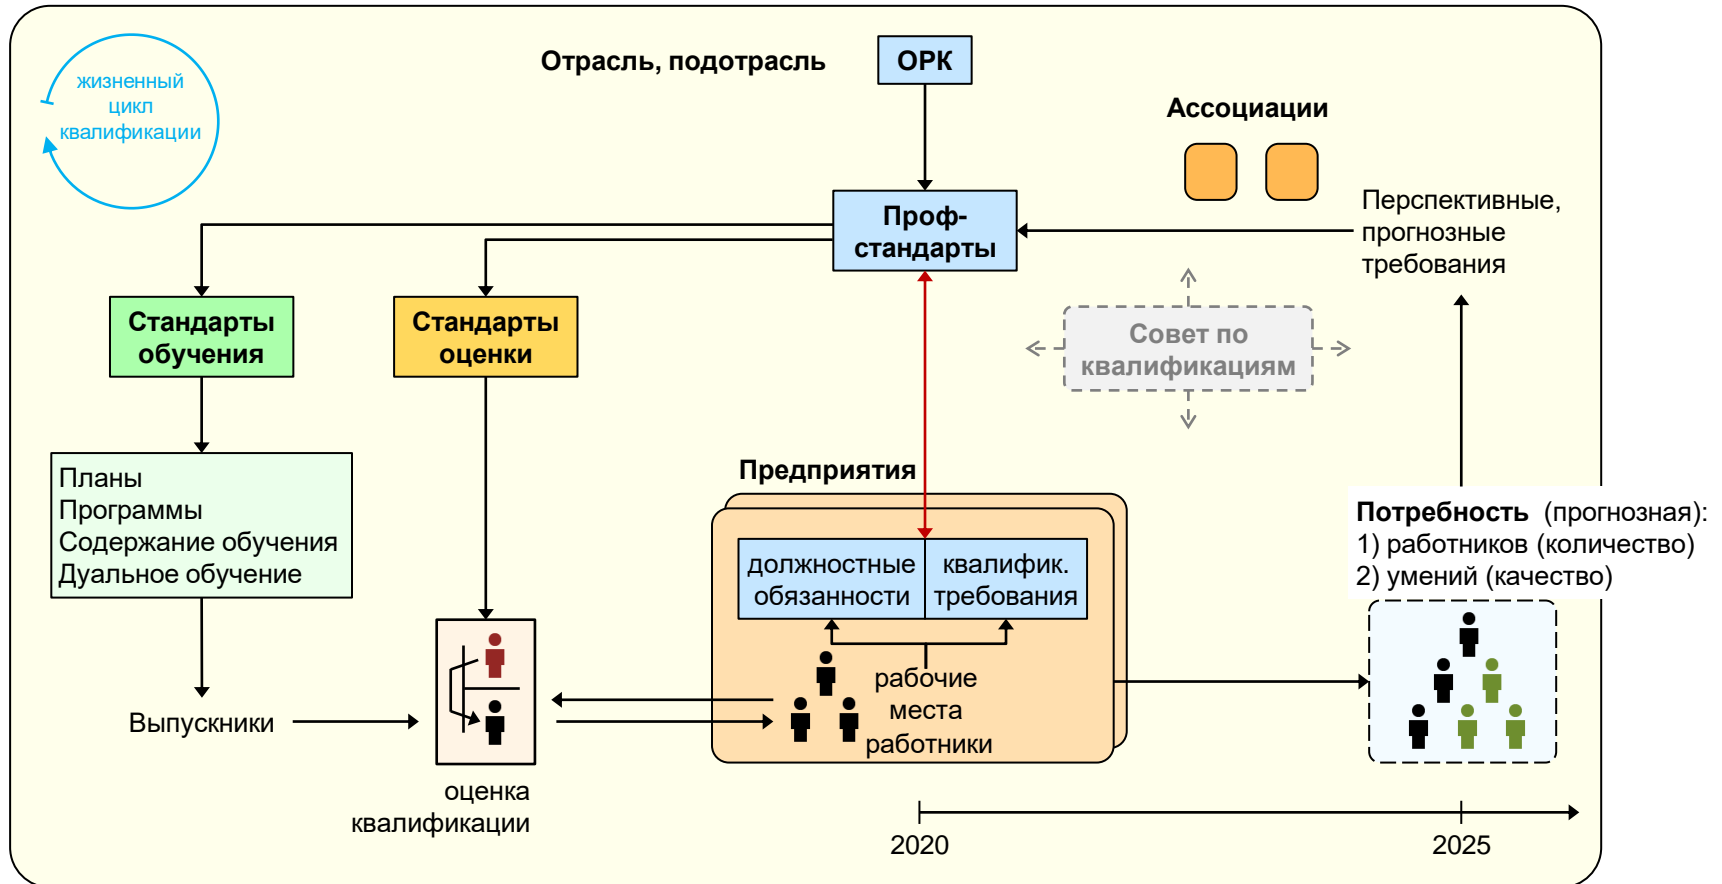 жизненный
цикл
квалификации
Отрасль, подотрасль
ОРК
Ассоциации
Проф-
стандарты
Перспективные,
прогнозные
требования
Стандарты
обучения
Стандарты
оценки
Совет по
квалификациям
Планы
Программы
Содержание обучения
Дуальное обучение
Предприятия
должностные
обязанности
квалифик.
требования
Потребность (прогнозная):
1) работников (количество)
2) умений (качество)
рабочие
места
работники
Выпускники
оценка
квалификации
2020
2025